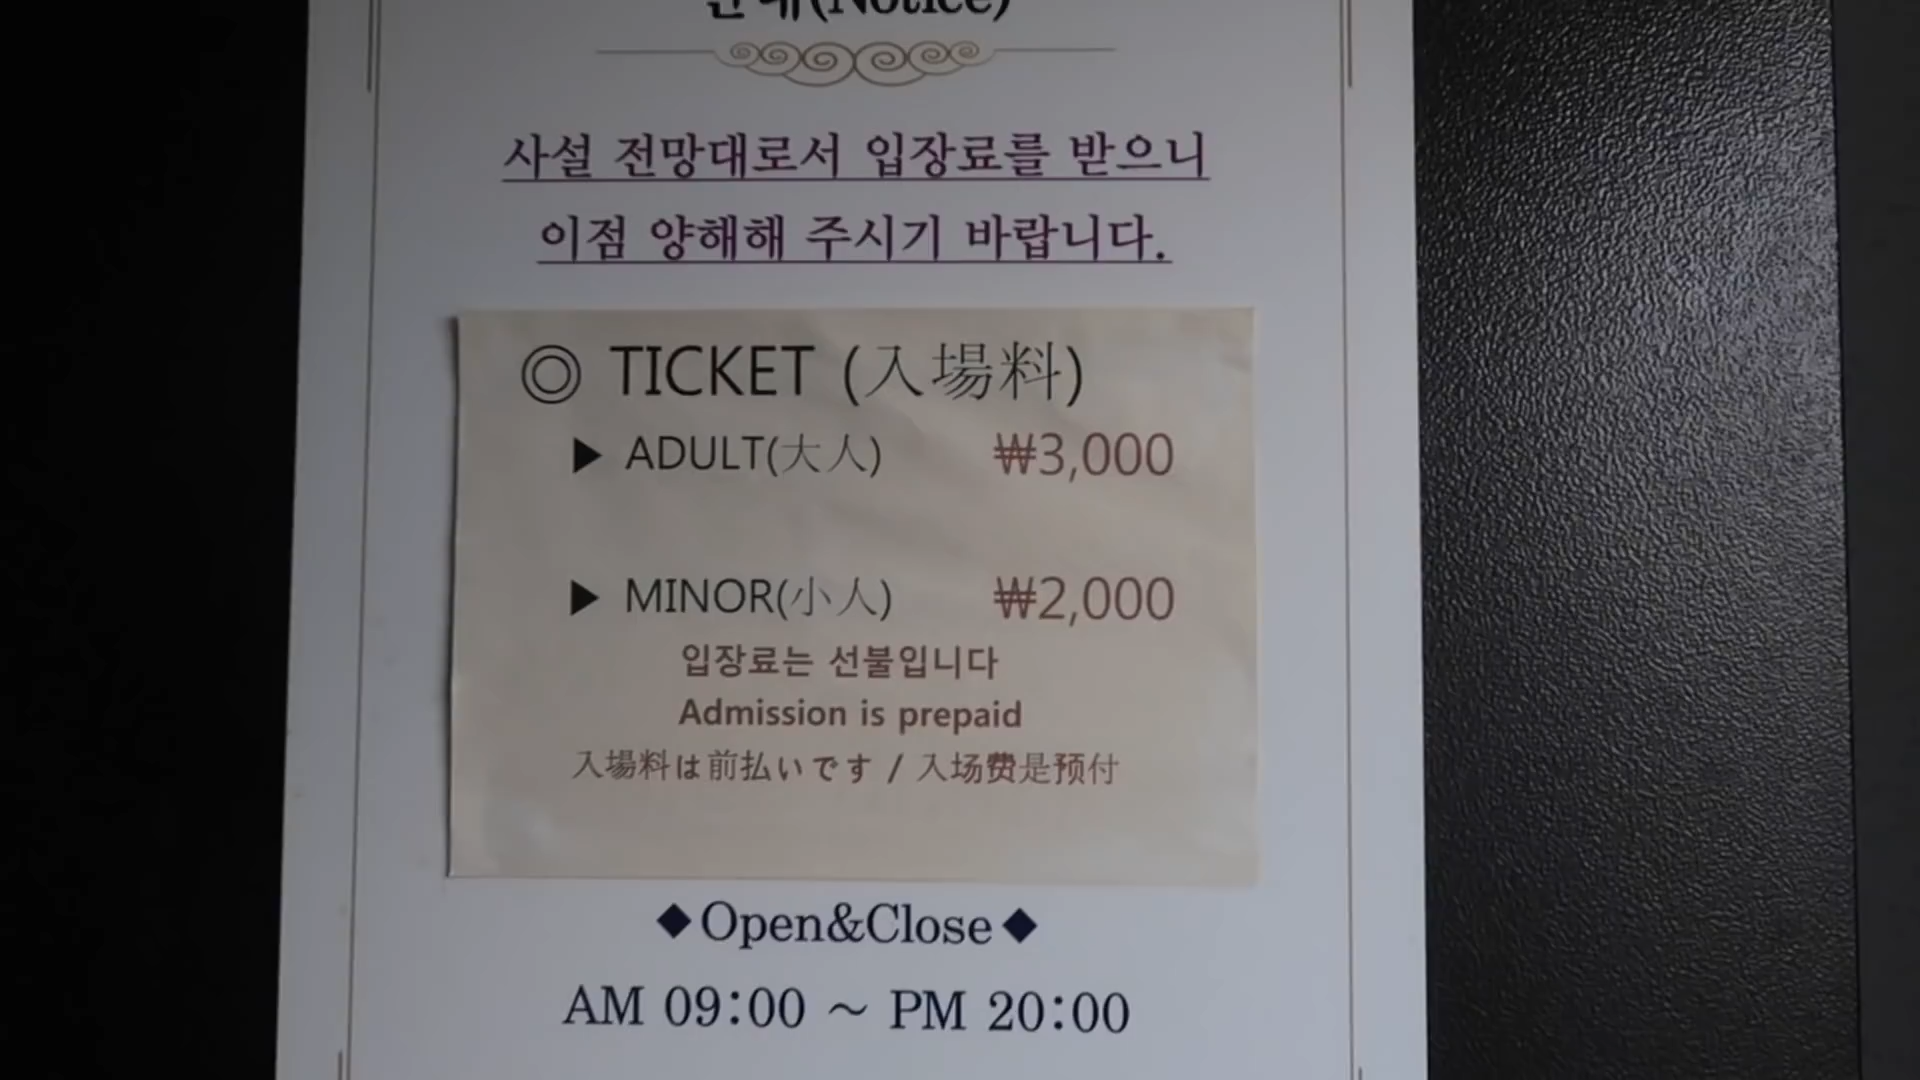 안내(Notice)
사설 전망대로서 입장료를 받으니
이점 양해해 주시기 바랍니다.
◎ TICKET (入場料)
▶ ADULT(大人) ₩3,000
▶ MINOR(小人) ₩2,000
입장료는 선불입니다
Admission is prepaid
入場料は前払いです / 入场费是预付
◆Open&Close◆
AM 09:00 ~ PM 20:00